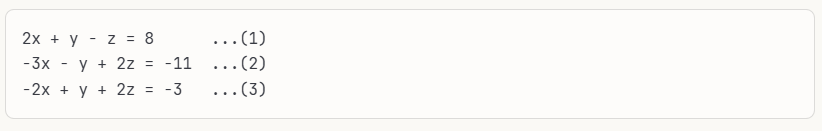 2x + y - z = 8       ...(1)
-3x - y + 2z = -11  ...(2)
-2x + y + 2z = -3   ...(3)